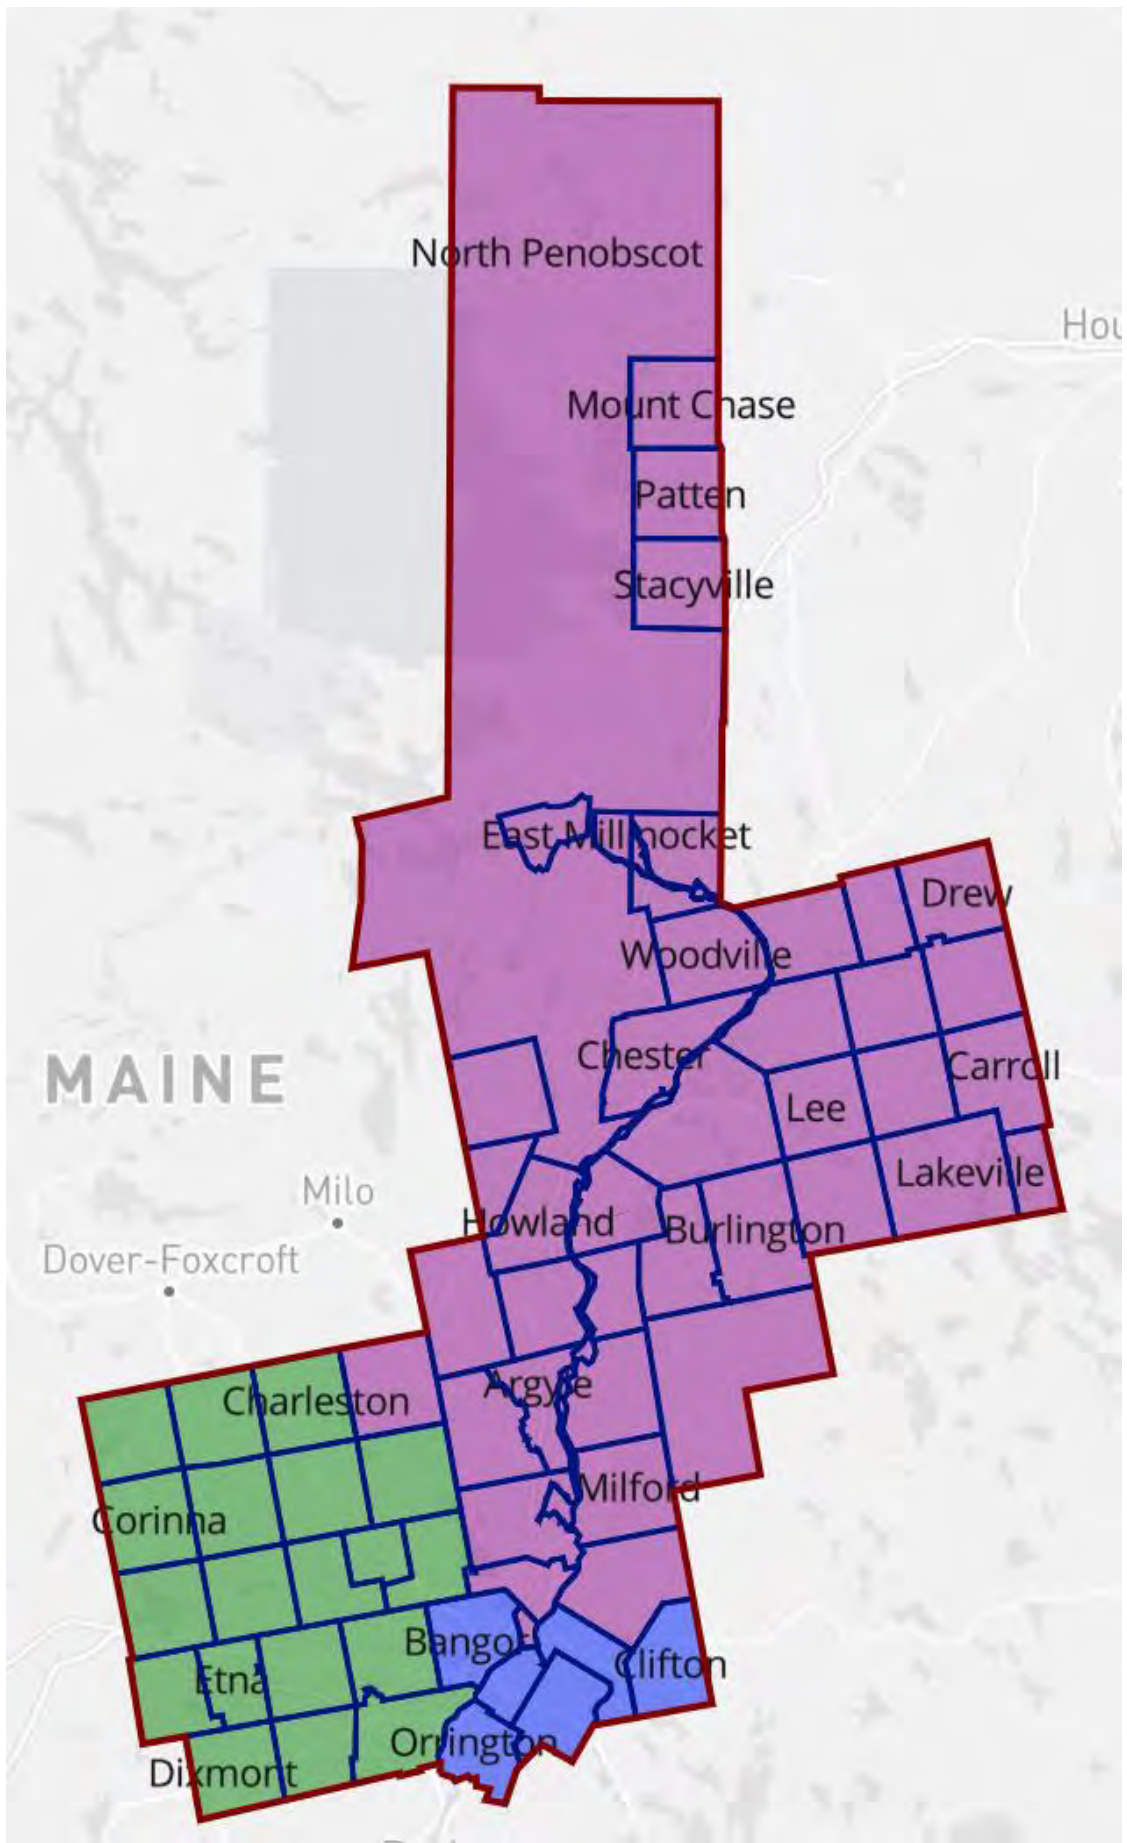 North Penobscot
Hou
Mount Chase
Patten
Stacyville
East Millinocket
Drew
Woodville
Chester
Carroll
MAINE
Lee
Lakeville
Milo
Howland
Burlington
Dover-Foxcroft
Argyle
Charleston
Milford
Corinna
Bangor
Clifton
Etna
Orrington
Dixmont